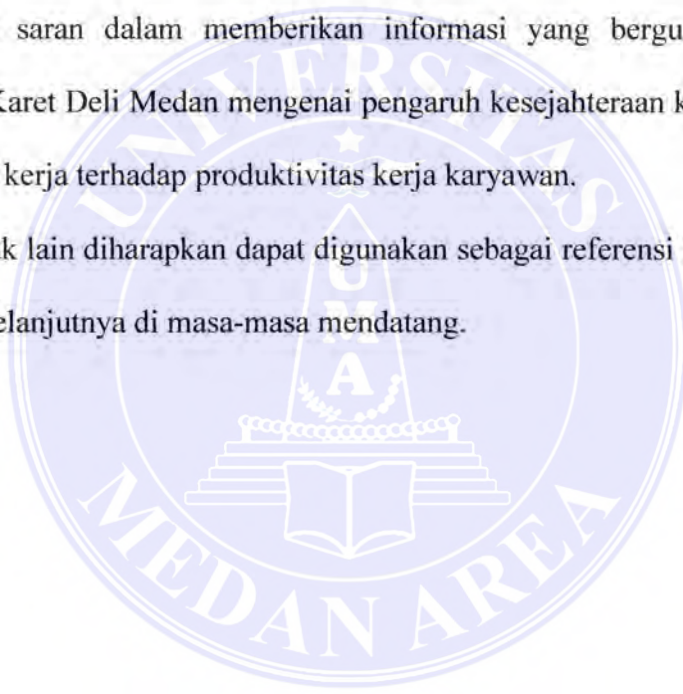 saran dalam memberikan informasi yang bergu
Karet Deli Medan mengenai pengaruh kesejahteraan k
kerja terhadap produktivitas kerja karyawan.
k lain diharapkan dapat digunakan sebagai referensi
elanjutnya di masa-masa mendatang.
UNIVERSITAS
UMA
MEDAN AREA